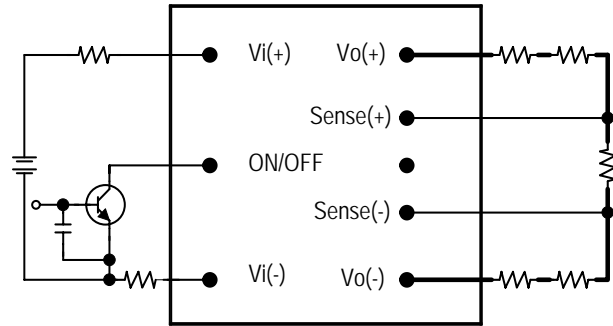 Vi(+) Vo(+)
Sense(+)
ON/OFF
Sense(-)
Vi(-) Vo(-)